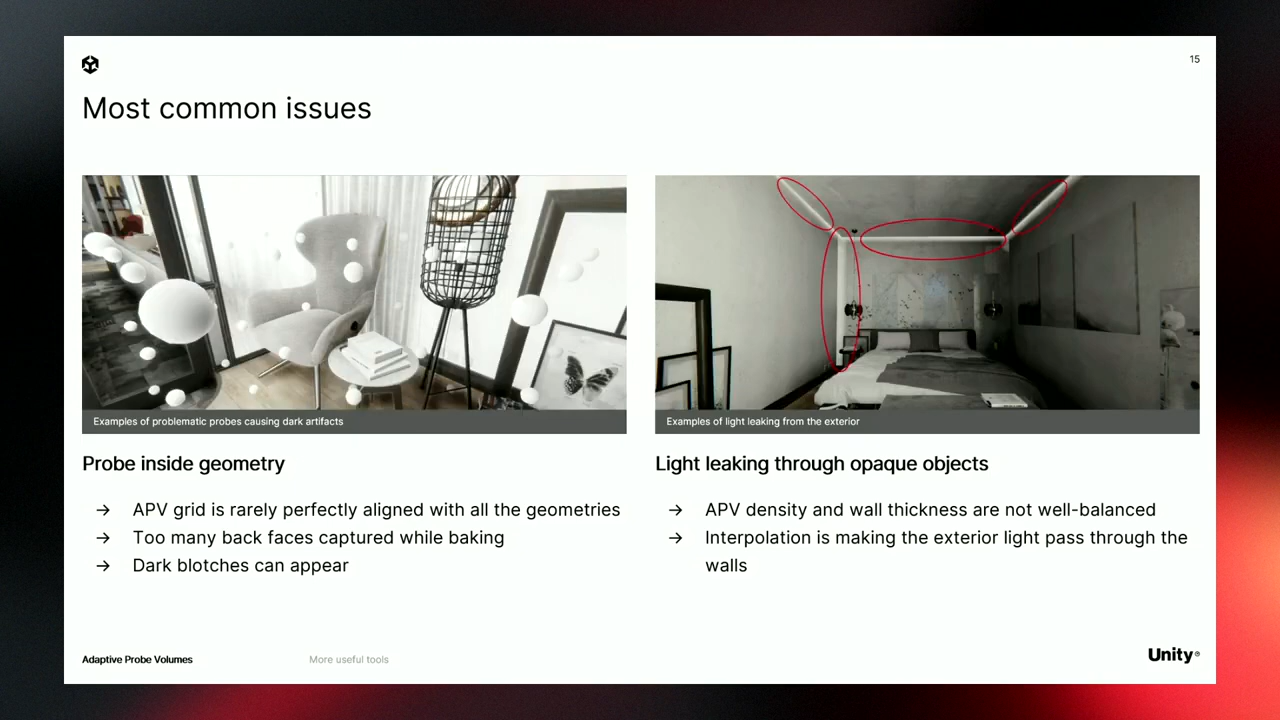 15
Most common issues
Examples of problematic probes causing dark artifacts
Examples of light leaking from the exterior
Probe inside geometry
→ APV grid is rarely perfectly aligned with all the geometries
→ Too many back faces captured while baking
→ Dark blotches can appear
Light leaking through opaque objects
→ APV density and wall thickness are not well-balanced
→ Interpolation is making the exterior light pass through the
walls
Adaptive Probe Volumes
More useful tools
Unity®